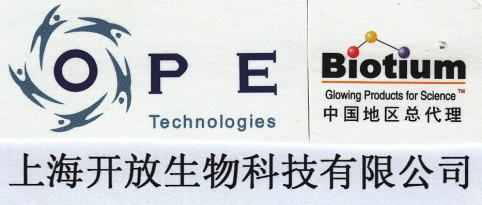 OPE
Technologies
Biotium
Glowing Products for Science™
中国地区总代理
上海开放生物科技有限公司